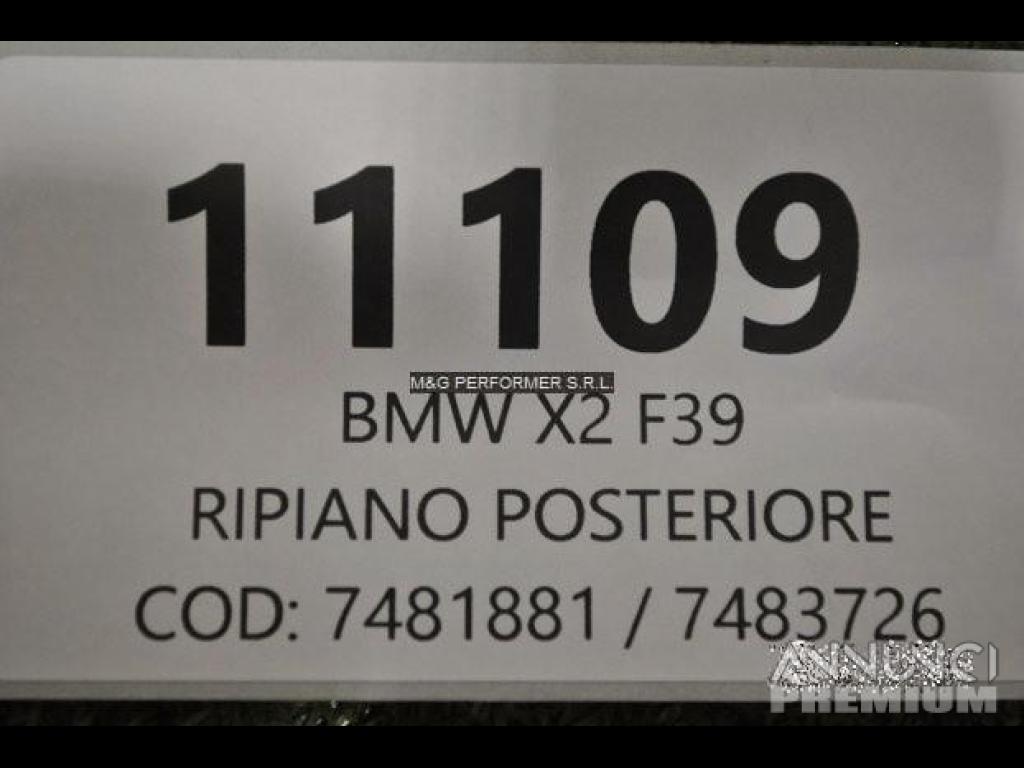 11109
M&G PERFORMER S.R.L.
BMW X2 F39
RIPIANO POSTERIORE
COD: 7481881 / 7483726
ANNUNCI
PREMIUM